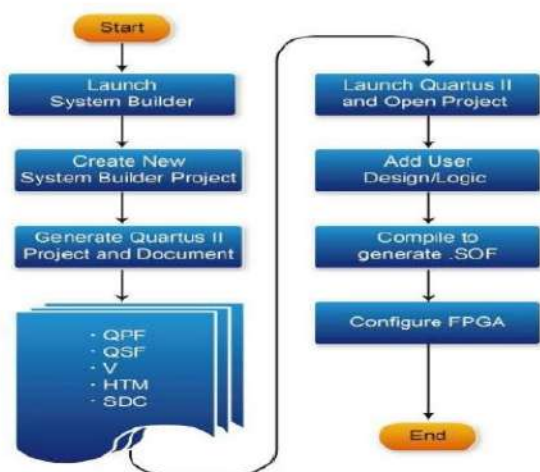 Start
Launch
System Builder
Create New
System Builder Project
Generate Quartus II
Project and Document
· QPF
· QSF
· V
· HTM
· SDC
Launch Quartus II
and Open Project
Add User
Design/Logic
Compile to
generate .SOF
Configure FPGA
End